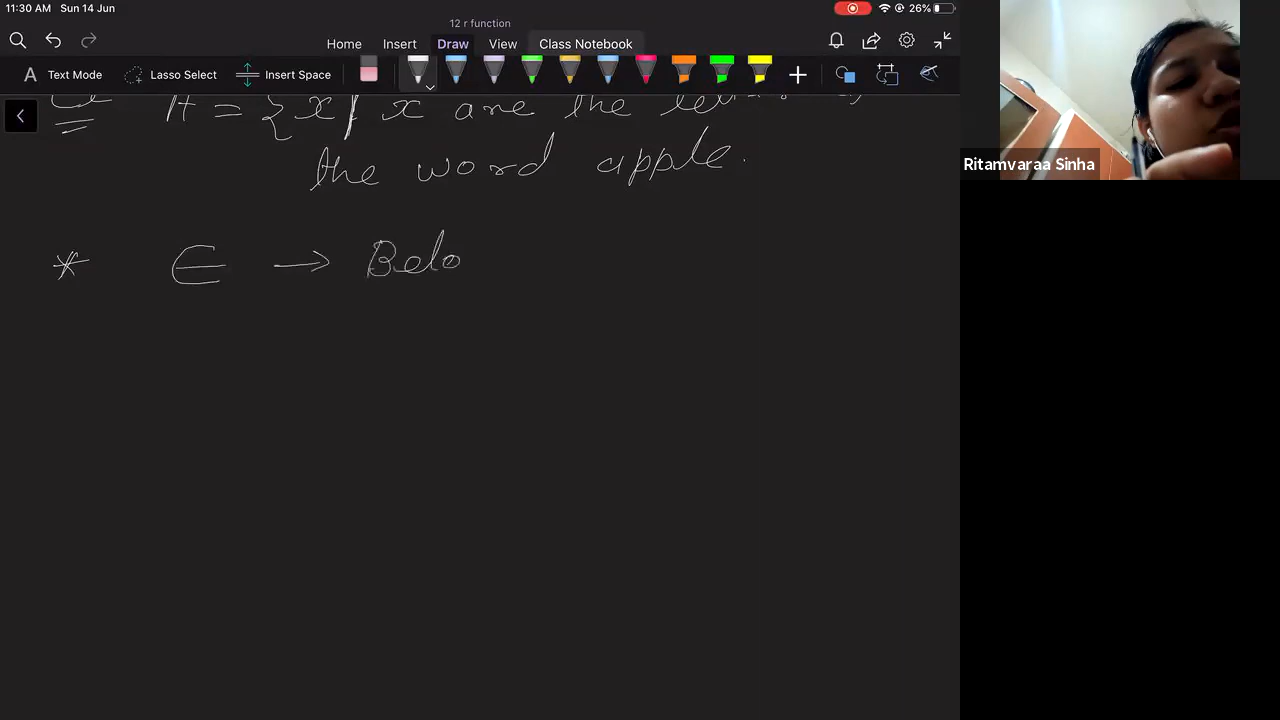 11:30 AM Sun 14 Jun
26%
12 r function
Home Insert Draw View Class Notebook
A Text Mode Lasso Select Insert Space
= {x/ x are the
the word apple.
* ∈ → Belo
Ritamvaraa Sinha